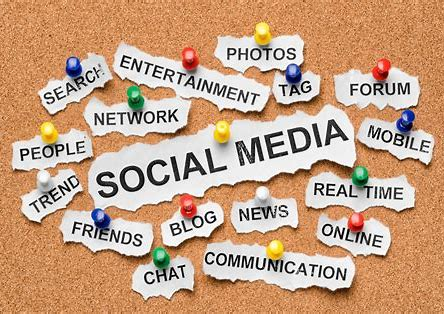 PHOTOS
ENTERTAINMENT
SEARCH
TAG
FORUM
NETWORK
MOBILE
PEOPLE
SOCIAL MEDIA
TREND
REAL TIME
FRIENDS
BLOG
NEWS
ONLINE
CHAT
COMMUNICATION